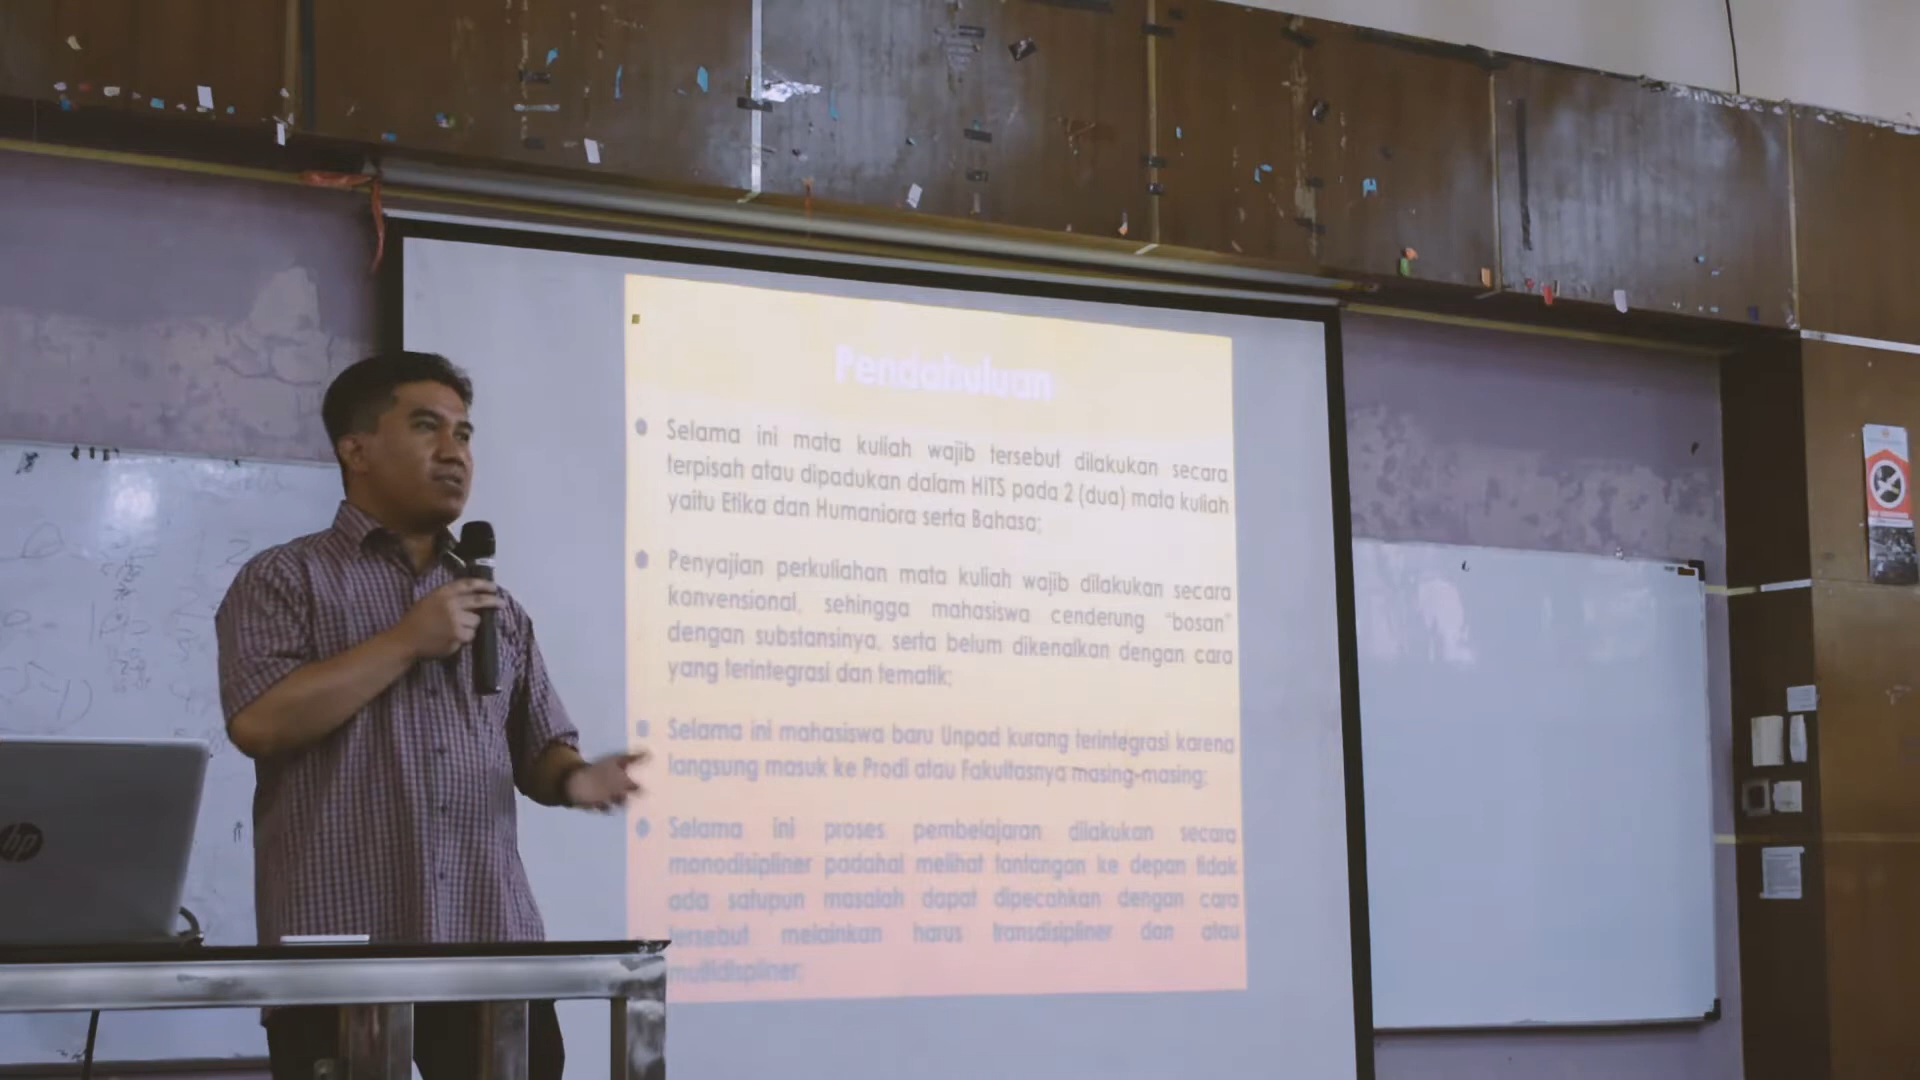 Pendahuluan
Selama ini mata kuliah wajib tersebut dilakukan secara
terpisah atau dipadukan dalam HITS pada 2 (dua) mata kuliah
yaitu Etika dan Humaniora serta Bahasa;
Penyajian perkuliahan mata kuliah wajib dilakukan secara
konvensional, sehingga mahasiswa cenderung "bosan"
dengan substansinya, serta belum dikenalkan dengan cara
yang terintegrasi dan tematik;
Selama ini mahasiswa baru Unpad kurang terintegrasi karena
langsung masuk ke Prodi atau Fakultasnya masing-masing;
Selama ini proses pembelajaran dilakukan secara
monodisipliner padahal melihat tantangan ke depan tidak
ada satupun masalah dapat dipecahkan dengan cara
tersebut melainkan harus transdisipliner dan atau
multidispliner;
hp